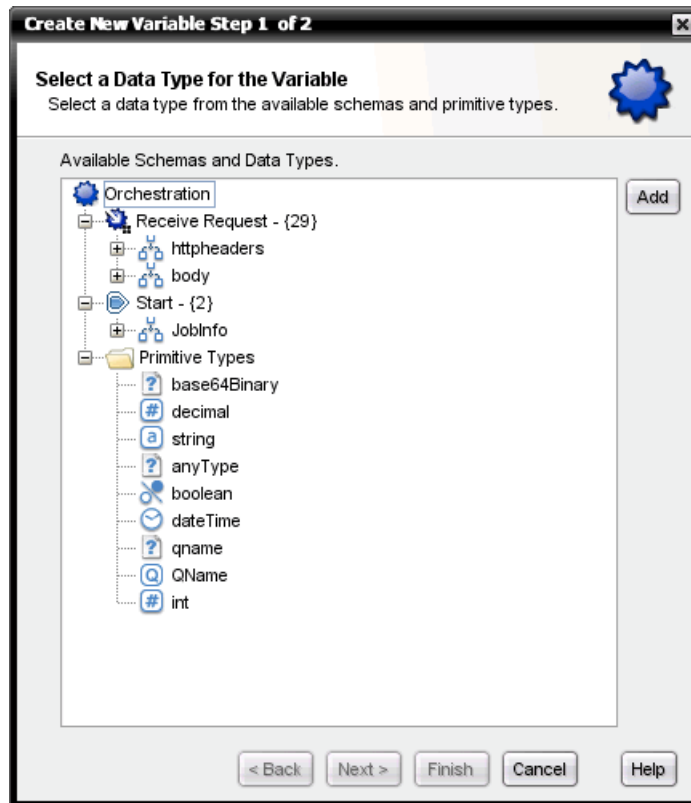 Create New Variable Step 1 of 2
Select a Data Type for the Variable
Select a data type from the available schemas and primitive types.
Available Schemas and Data Types.
Orchestration
Add
Receive Request - {29}
httpheaders
body
Start - {2}
JobInfo
Primitive Types
base64Binary
decimal
string
anyType
boolean
dateTime
qname
QName
int
< Back Next > Finish Cancel Help